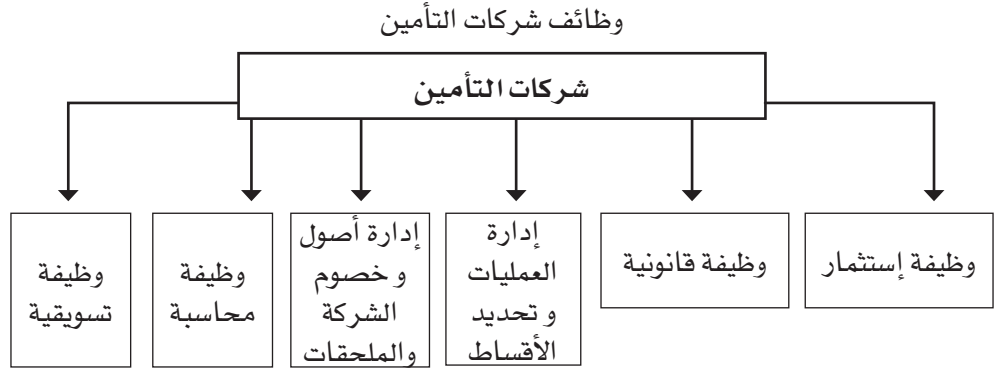 وظائف شركات التأمين
شركات التأمين
وظيفة إستثمار
وظيفة قانونية
إدارة
العمليات
و تحديد
الأقساط
إدارة أصول
و خصوم
الشركة
والملحقات
وظيفة
محاسبة
وظيفة
تسويقية